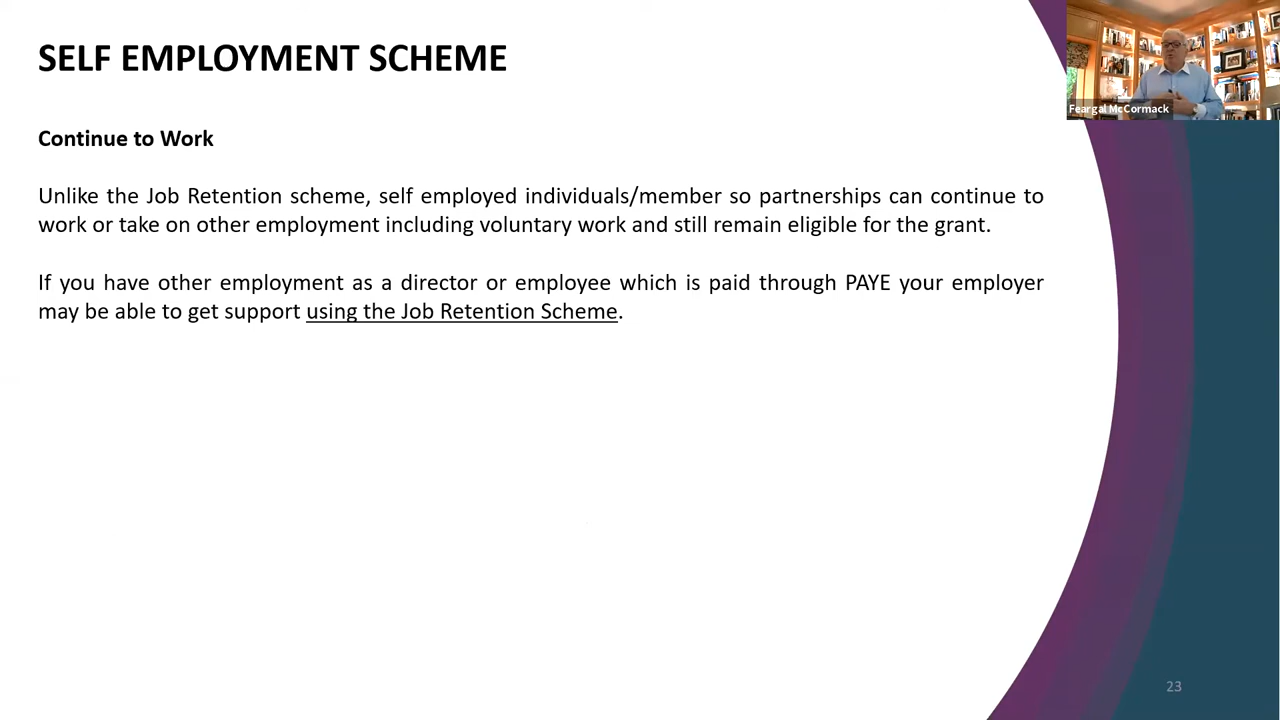 SELF EMPLOYMENT SCHEME
Feargal McCormack
Continue to Work
Unlike the Job Retention scheme, self employed individuals/member so partnerships can continue to
work or take on other employment including voluntary work and still remain eligible for the grant.
If you have other employment as a director or employee which is paid through PAYE your employer
may be able to get support using the Job Retention Scheme.
23